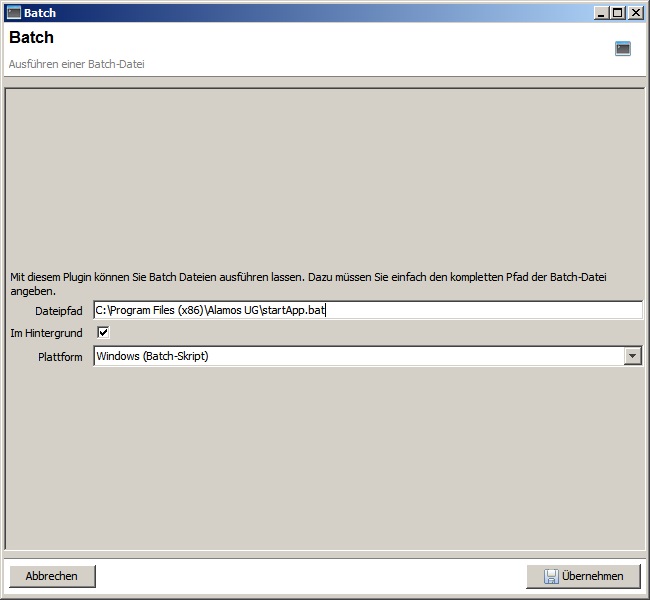 Batch
Batch
Ausführen einer Batch-Datei
Mit diesem Plugin können Sie Batch Dateien ausführen lassen. Dazu müssen Sie einfach den kompletten Pfad der Batch-Datei
angeben.
Dateipfad C:\Program Files (x86)\Alamos UG\startApp.bat
Im Hintergrund
Plattform Windows (Batch-Skript)
Abbrechen Übernehmen